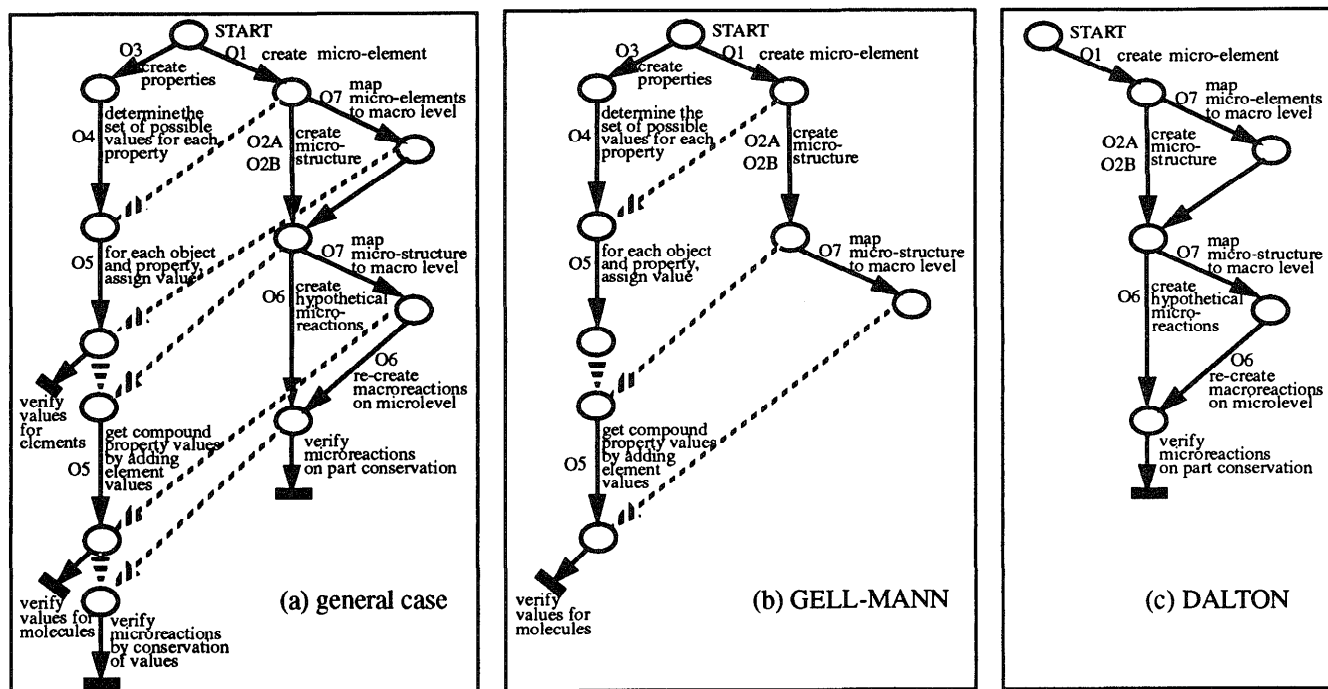 START
O3
O1 create micro-element
create
properties
O7 map
micro-elements
to macro level
O4
determine the
set of possible
values for each
property
O2A
O2B
create
micro-
structure
O5
for each object
and property,
assign value
O7 map
micro-structure
to macro level
O6
create
hypothetical
micro-
reactions
O6
re-create
macroreactions
on microlevel
verify
values
for
elements
O5
get compound
property values
by adding
element
values
verify
microreactions
on part conservation
verify
values for
molecules
verify
microreactions
by conservation
of values
(a) general case
START
O3
O1 create micro-element
create
properties
O4
determine the
set of possible
values for each
property
O2A
O2B
create
micro-
structure
O5
for each object
and property,
assign value
O7 map
micro-structure
to macro level
O5
get compound
property values
by adding
element
values
verify
values for
molecules
(b) GELL-MANN
START
O1 create micro-element
O7 map
micro-elements
to macro level
O2A
O2B
create
micro-
structure
O7 map
micro-structure
to macro level
O6
create
hypothetical
micro-
reactions
O6
re-create
macroreactions
on microlevel
verify
microreactions
on part conservation
(c) DALTON